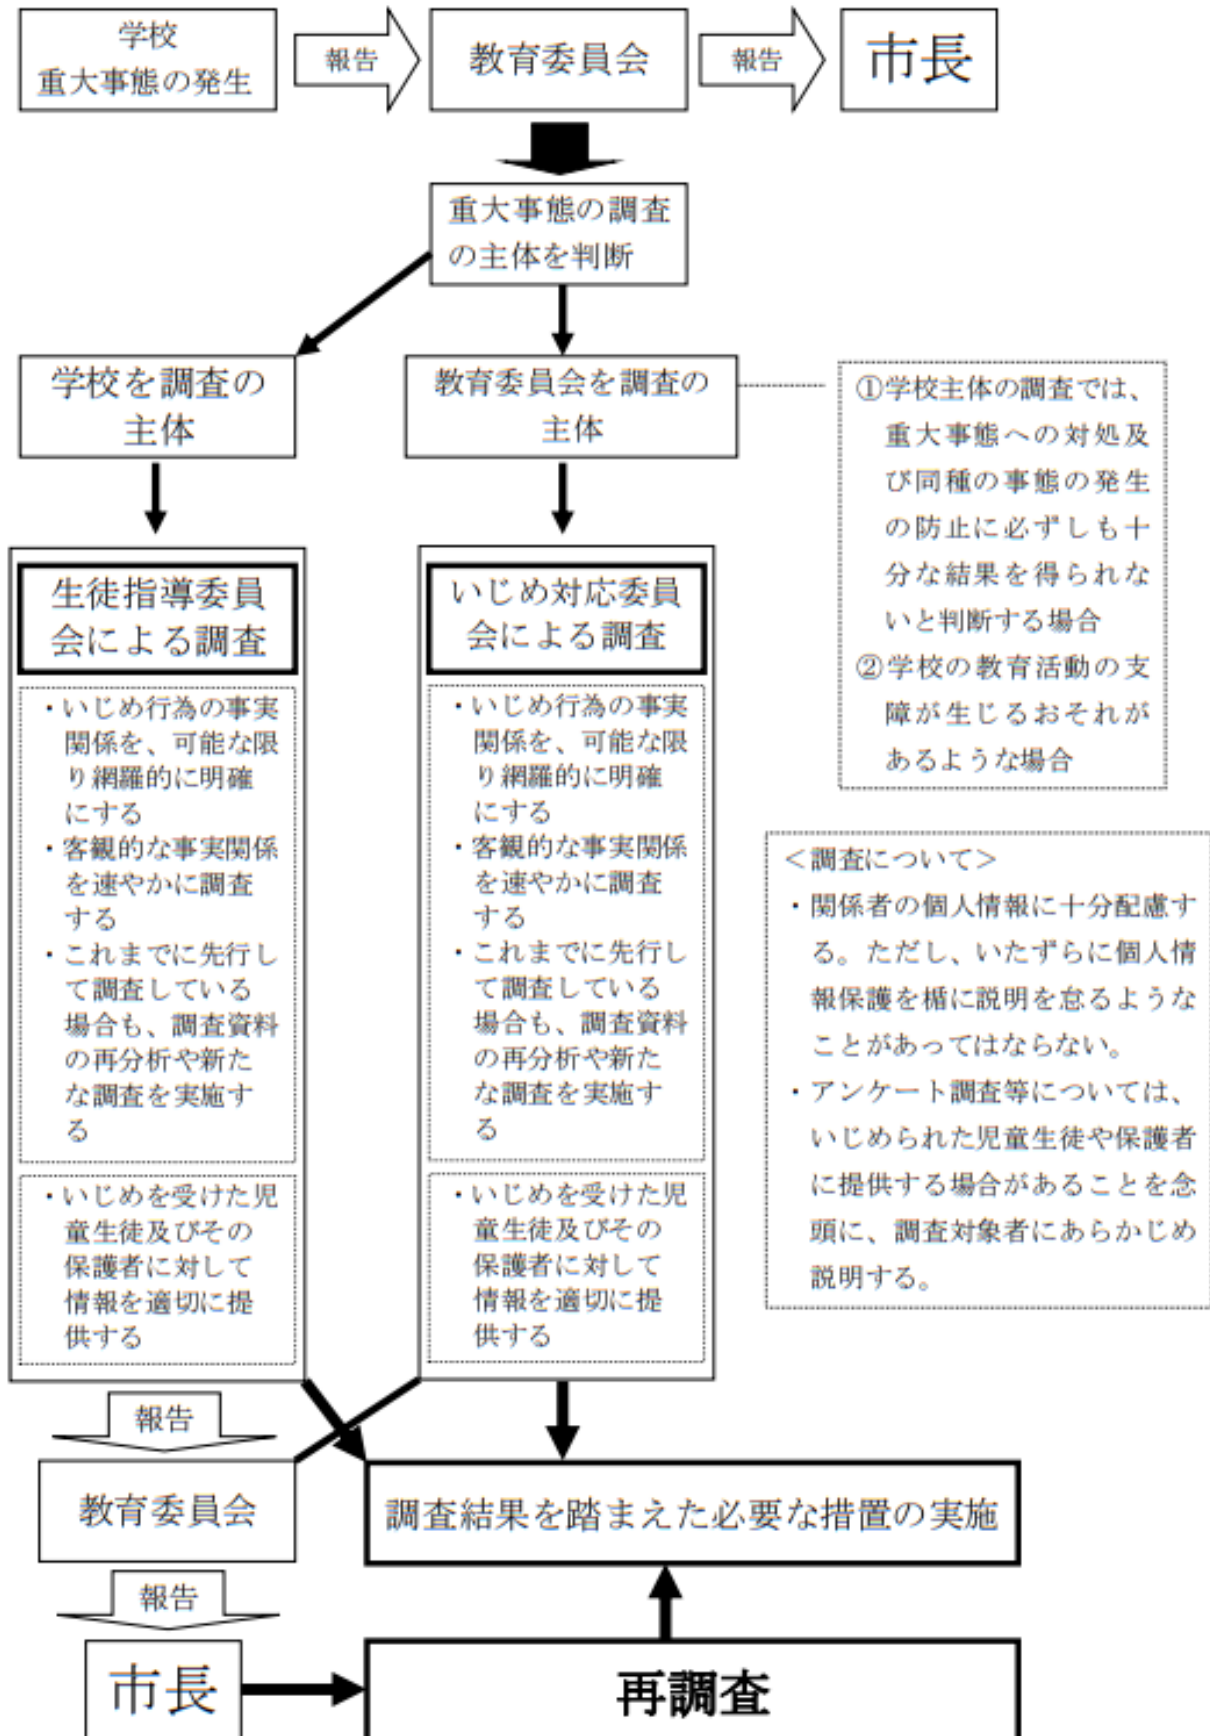 学校
重大事態の発生
報告
教育委員会
報告
市長
重大事態の調査
の主体を判断
学校を調査の
主体
教育委員会を調査の
主体
①学校主体の調査では、
重大事態への対処及
び同種の事態の発生
の防止に必ずしも十
分な結果を得られな
いと判断する場合
②学校の教育活動の支
障が生じるおそれが
あるような場合
生徒指導委員
会による調査
・いじめ行為の事実
関係を、可能な限
り網羅的に明確
にする
・客観的な事実関係
を速やかに調査
する
・これまでに先行し
て調査している
場合も、調査資料
の再分析や新た
な調査を実施す
る
・いじめを受けた児
童生徒及びその
保護者に対して
情報を適切に提
供する
いじめ対応委員
会による調査
・いじめ行為の事実
関係を、可能な限
り網羅的に明確
にする
・客観的な事実関係
を速やかに調査
する
・これまでに先行し
て調査している
場合も、調査資料
の再分析や新た
な調査を実施す
る
・いじめを受けた児
童生徒及びその
保護者に対して
情報を適切に提
供する
＜調査について＞
・関係者の個人情報に十分配慮す
る。ただし、いたずらに個人情
報保護を楯に説明を怠るような
ことがあってはならない。
・アンケート調査等については、
いじめられた児童生徒や保護者
に提供する場合があることを念
頭に、調査対象者にあらかじめ
説明する。
報告
教育委員会
調査結果を踏まえた必要な措置の実施
報告
市長
再調査